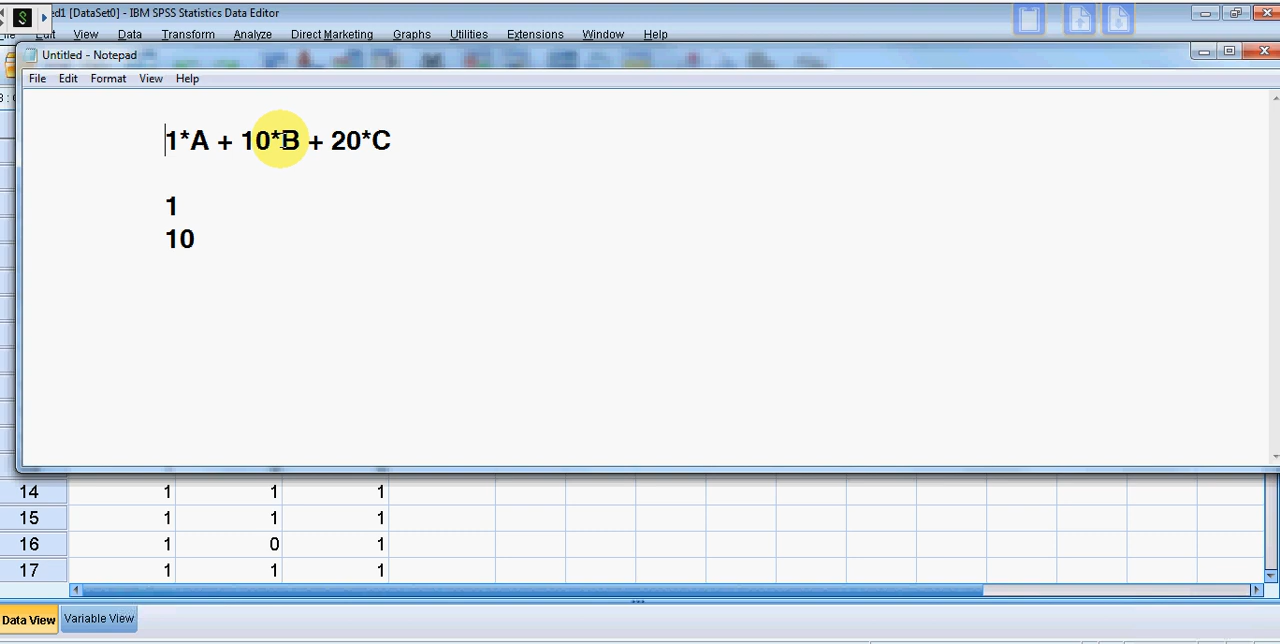 ed1 [DataSet0] - IBM SPSS Statistics Data Editor
View Data Transform Analyze Direct Marketing Graphs Utilities Extensions Window Help
Untitled - Notepad
File Edit Format View Help
1*A + 10*B + 20*C
1
10
14 1 1 1
15 1 1 1
16 1 0 1
17 1 1 1
Data View Variable View